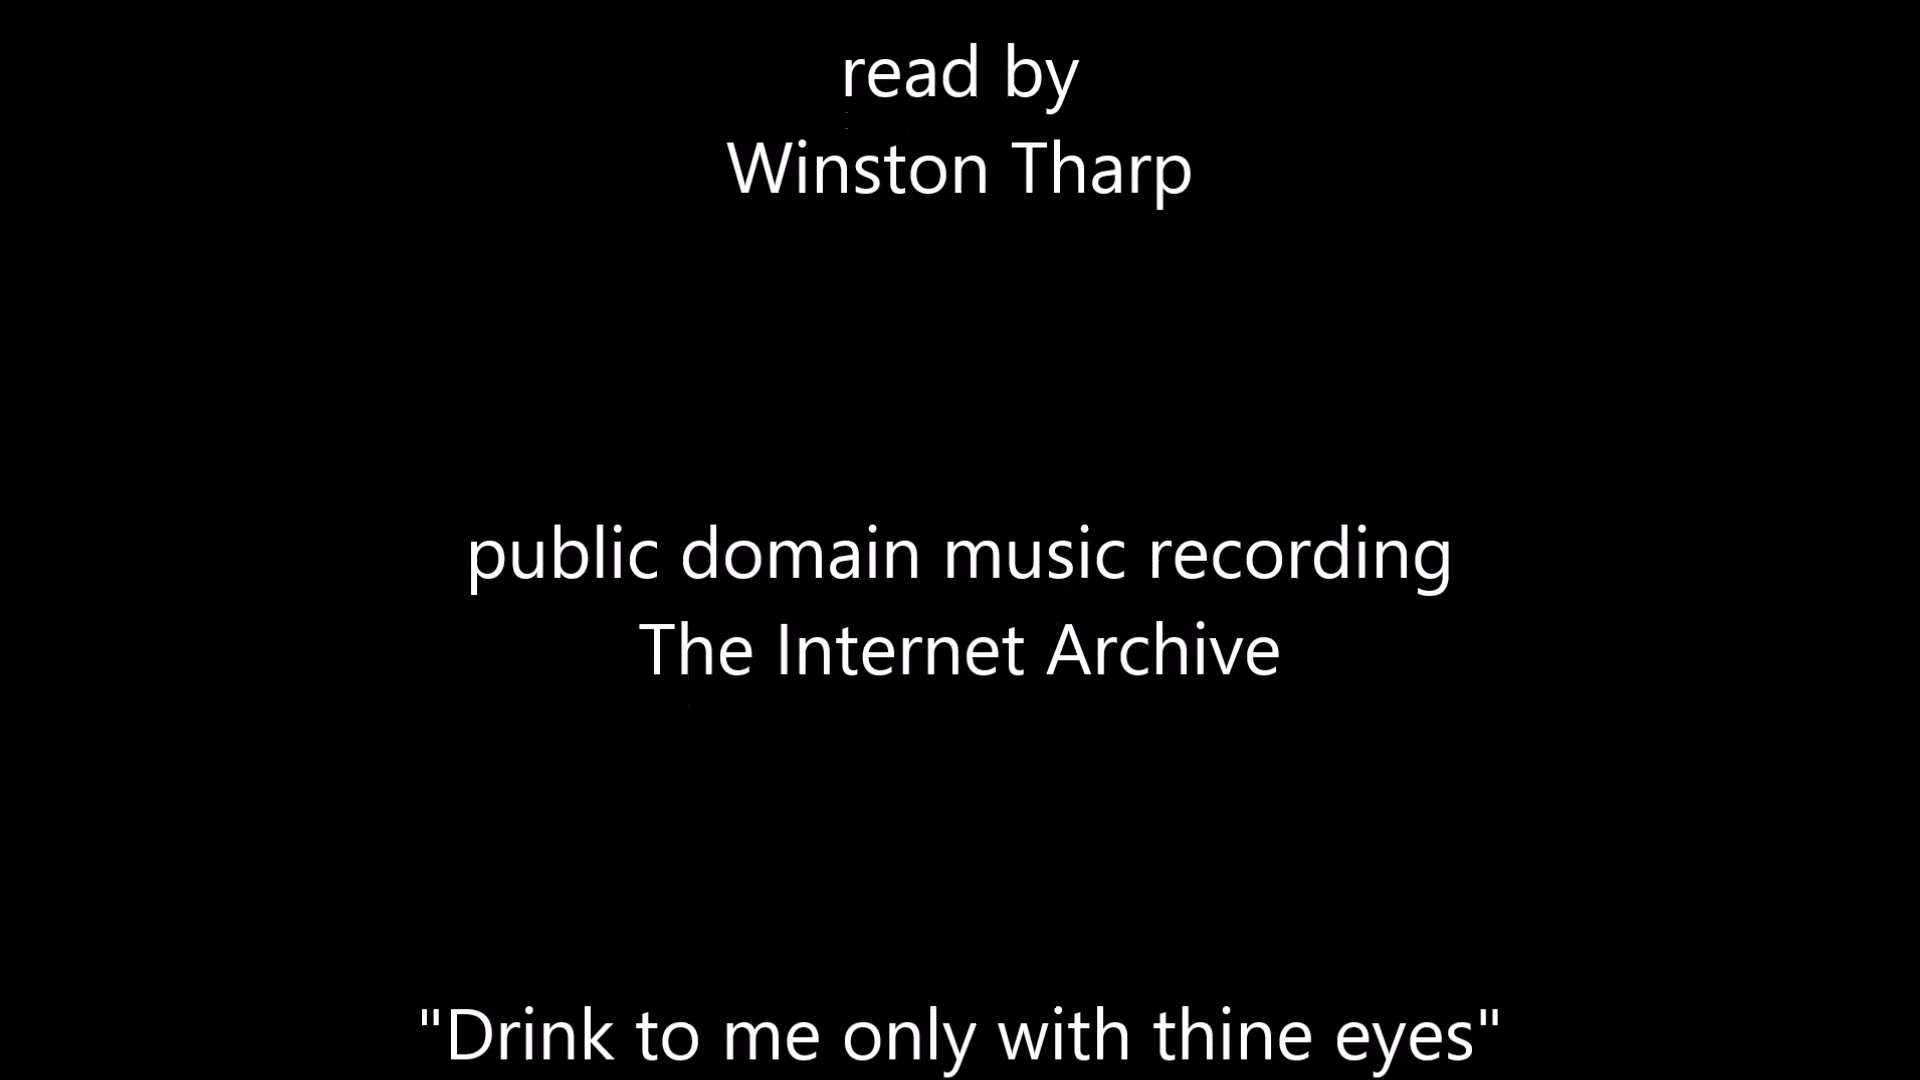 read by
Winston Tharp
public domain music recording
The Internet Archive
"Drink to me only with thine eyes"